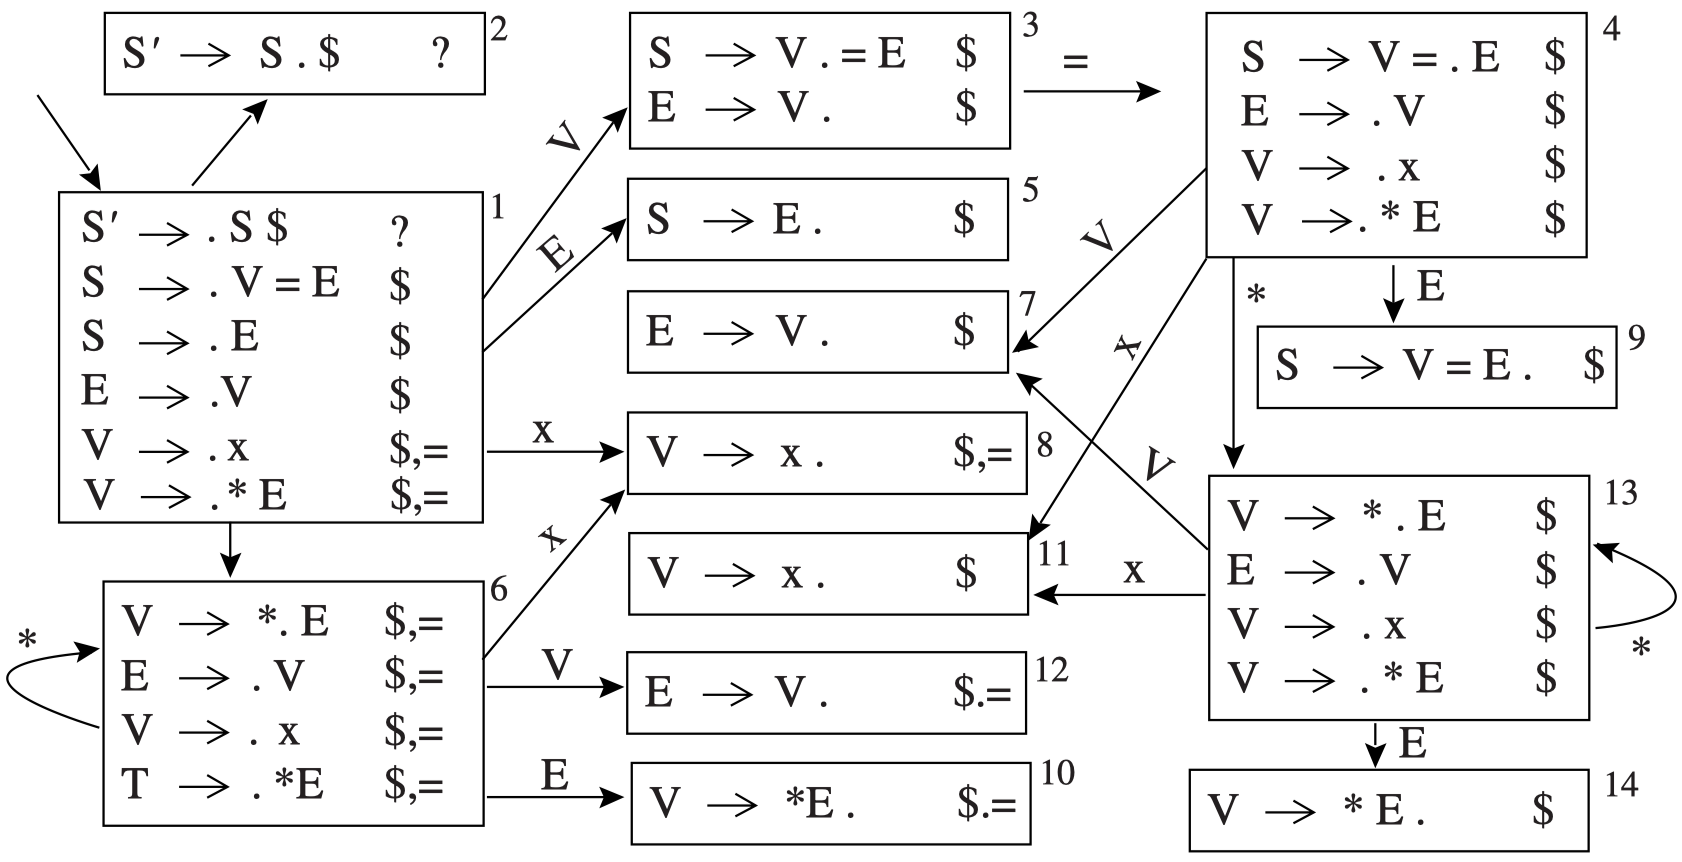 2
S′ → S . $ ?
1
S′ → . S $ ?
S → . V = E $
S → . E $
E → .V $
V → . x $,=
V → . * E $,=
6
V → *. E $,=
E → . V $,=
V → . x $,=
T → . *E $,=
*
V
E
x
x
V
E
3
S → V . = E $
E → V . $
=
5
S → E . $
7
E → V . $
8
V → x . $,=
11
V → x . $
12
E → V . $.=
10
V → *E . $.=
4
S → V = . E $
E → . V $
V → . x $
V → . * E $
V
x
*
E
9
S → V = E . $
V
x
13
V → * . E $
E → . V $
V → . x $
V → . * E $
*
E
14
V → * E . $